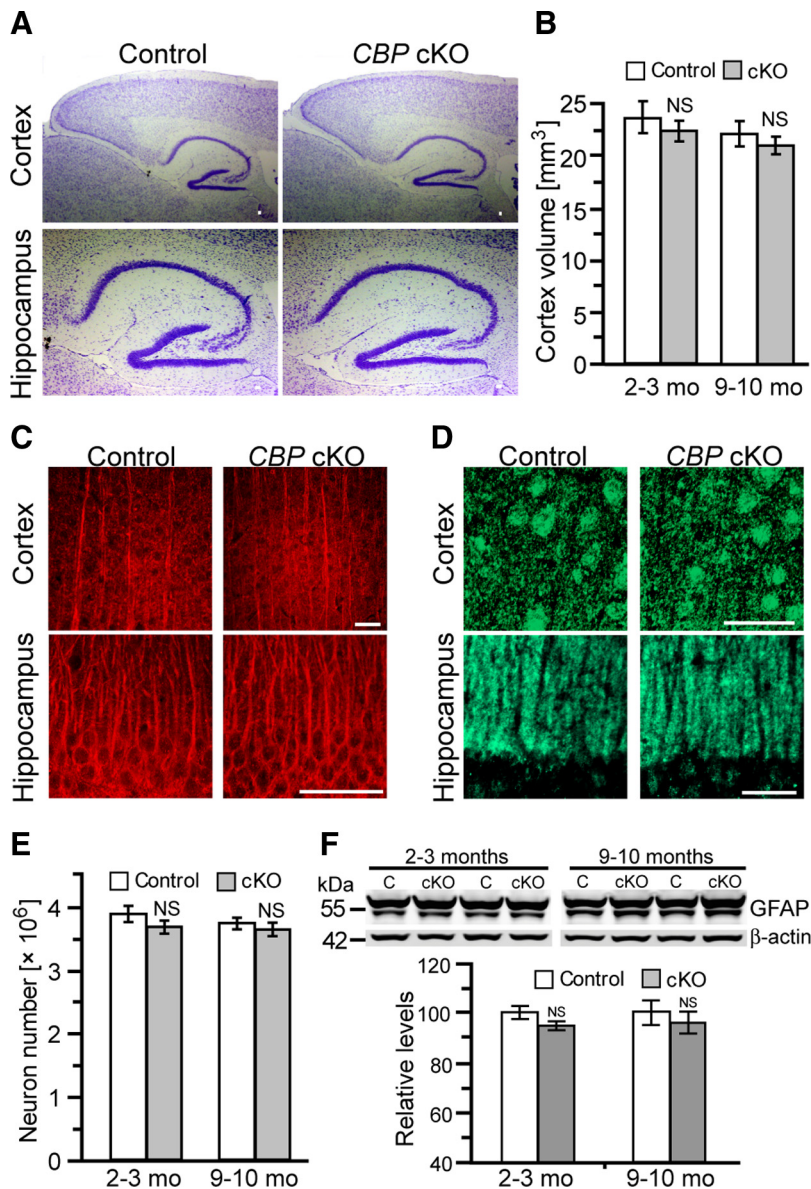 A
Control
CBP cKO
Cortex
Hippocampus
B
Control
cKO
NS
NS
Cortex volume [mm³]
25
22
15
10
5
0
2-3 mo
9-10 mo
C
Control
CBP cKO
Cortex
Hippocampus
D
Control
CBP cKO
Cortex
Hippocampus
E
Control
cKO
NS
NS
Neuron number [× 10⁶]
4
3
2
1
0
2-3 mo
9-10 mo
F
2-3 months
9-10 months
kDa
C cKO C cKO
C cKO C cKO
55
GFAP
42
β-actin
Control
cKO
NS
NS
Relative levels
120
100
80
60
40
2-3 mo
9-10 mo